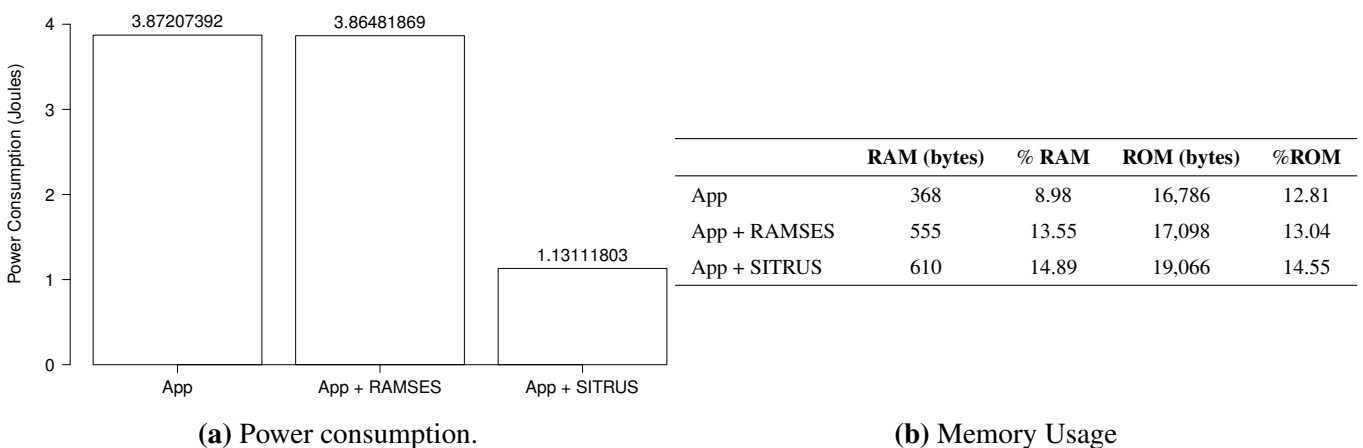 Power Consumption (Joules)
4
3
2
1
0
3.87207392
3.86481869
1.13111803
App
App + RAMSES
App + SITRUS
(a) Power consumption.
RAM (bytes) % RAM ROM (bytes) %ROM
App 368 8.98 16,786 12.81
App + RAMSES 555 13.55 17,098 13.04
App + SITRUS 610 14.89 19,066 14.55
(b) Memory Usage